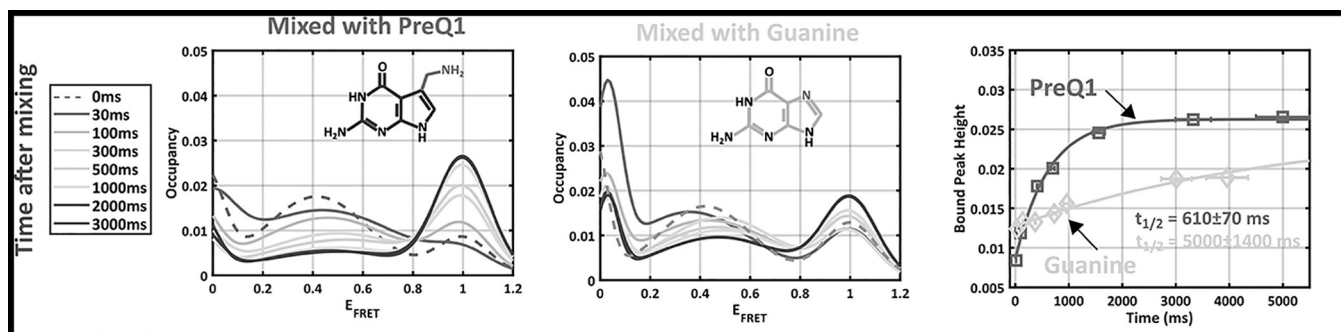 Time after mixing
0ms
30ms
100ms
300ms
500ms
1000ms
2000ms
3000ms
Mixed with PreQ1
0.05
0.04
0.03
0.02
0.01
0
Occupancy
O
HN
H₂N
N
N
H
NH₂
0 0.2 0.4 0.6 0.8 1.0 1.2
E_FRET
Mixed with Guanine
0.05
0.04
0.03
0.02
0.01
0
Occupancy
O
HN
H₂N
N
N
N
H
0 0.2 0.4 0.6 0.8 1 1.2
E_FRET
0.035
0.03
0.025
0.02
0.015
0.01
0.005
Bound Peak Height
PreQ1
t1/2 = 610±70 ms
t1/2 = 5000±1400 ms
Guanine
0 1000 2000 3000 4000 5000
Time (ms)